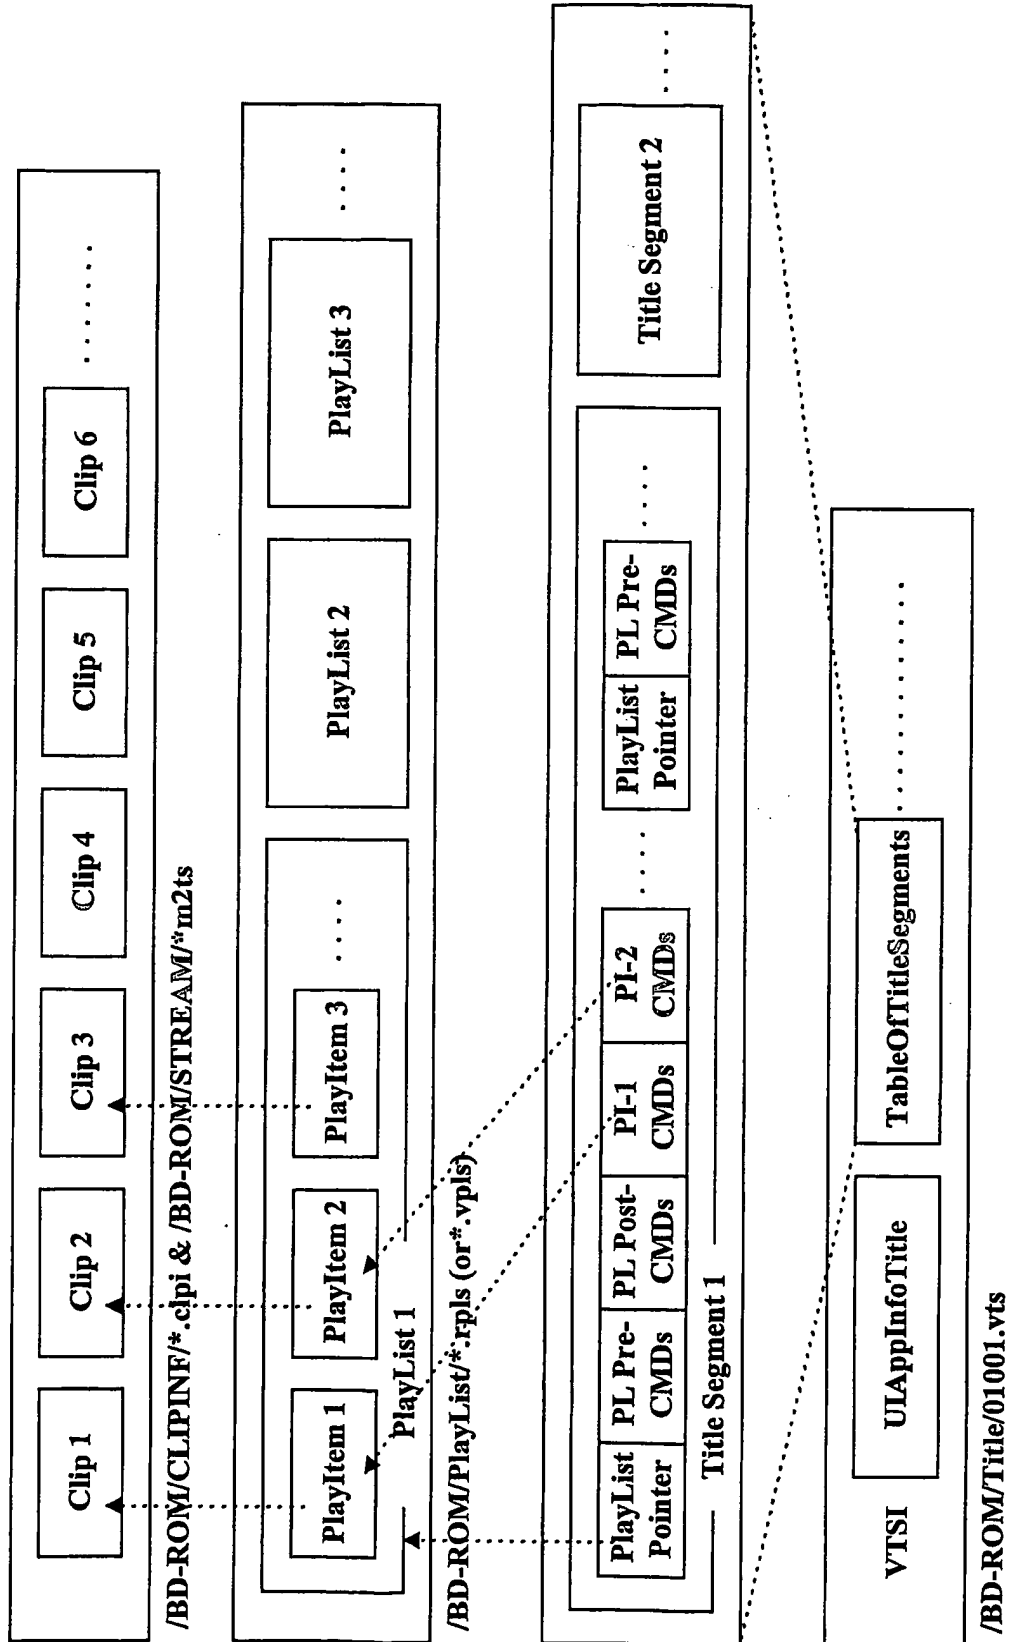 Clip 1
Clip 2
Clip 3
Clip 4
Clip 5
Clip 6
.......
/BD-ROM/CLIPINF/*.clpi & /BD-ROM/STREAM/*m2ts
PlayItem 1
PlayItem 2
PlayItem 3
....
PlayList 1
PlayList 2
PlayList 3
....
/BD-ROM/PlayList/*.rpls (or*.vpls)
PlayList
Pointer
PL Pre-
CMDs
PL Post-
CMDs
PI-1
CMDs
PI-2
CMDs
....
PlayList
Pointer
PL Pre-
CMDs
....
Title Segment 1
Title Segment 2
....
VTSI
UIAppInfoTitle
TableOfTitleSegments
............
/BD-ROM/Title/01001.vts